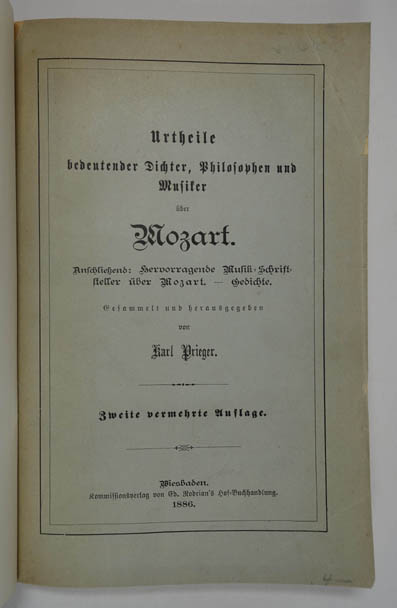 Urtheile
bedeutender Dichter, Philosophen und
Musiker
über
Mozart.
Anschließend: Hervorragende Musik-Schrift-
steller über Mozart. — Gedichte.
Gesammelt und herausgegeben
von
Karl Prieger.
Zweite vermehrte Auflage.
Wiesbaden.
Kommissionsverlag von Ed. Rodrian's Hof-Buchhandlung.
1886.